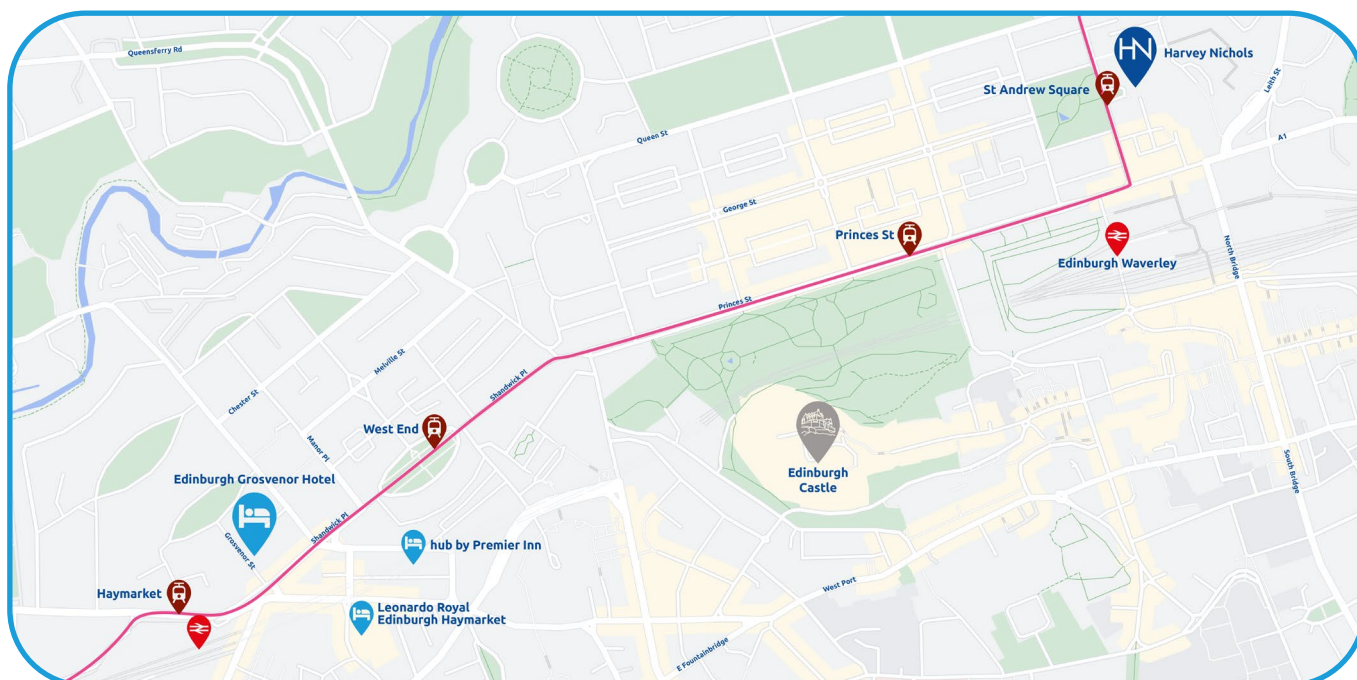 Queensferry Rd
HN
Harvey Nichols
St Andrew Square
Leith St
A1
Queen St
George St
Princes St
Edinburgh Waverley
North Bridge
Princes St
Melville St
Chester St
Shandwick Pl
West End
Manor Pl
Edinburgh
Castle
South Bridge
Edinburgh Grosvenor Hotel
Shandwick Pl
Grosvenor St
hub by Premier Inn
West Port
Haymarket
Leonardo Royal
Edinburgh Haymarket
E Fountainbridge